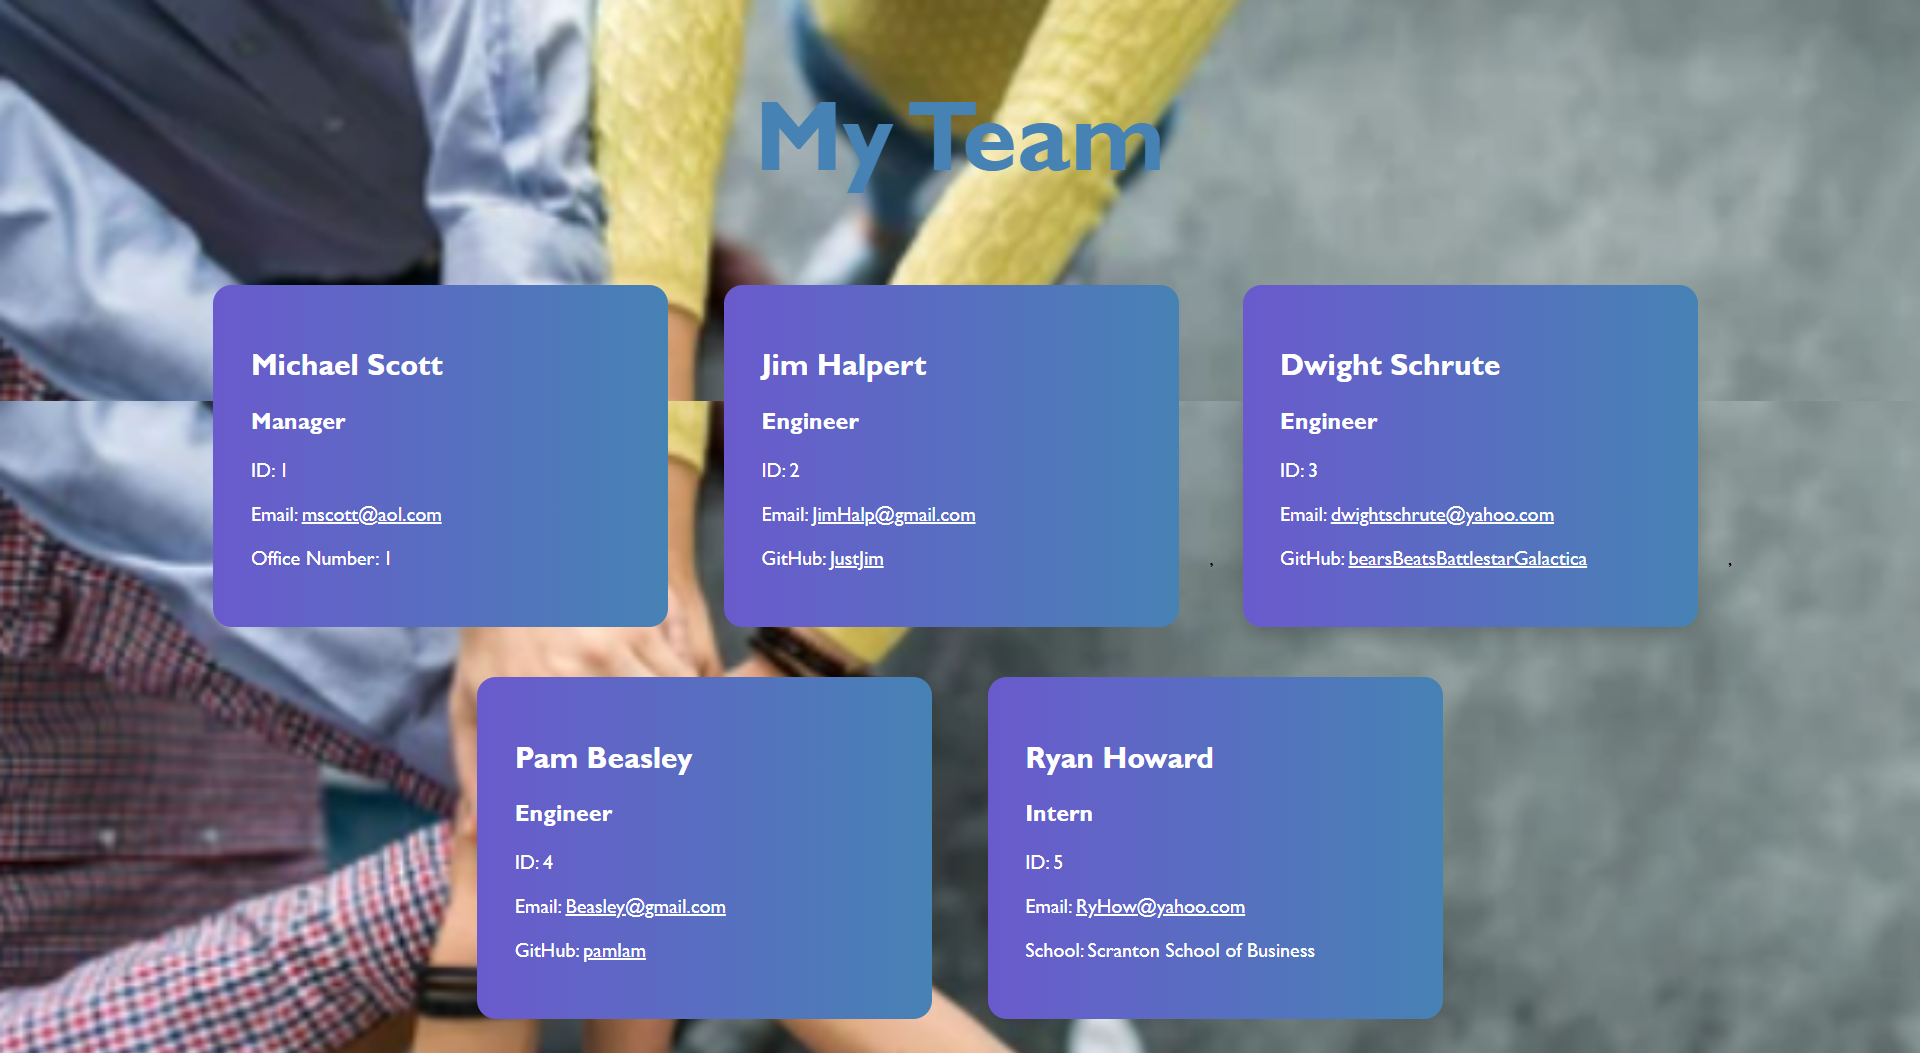 My Team
Michael Scott
Manager
ID: 1
Email: mscott@aol.com
Office Number: 1
Jim Halpert
Engineer
ID: 2
Email: JimHalp@gmail.com
GitHub: JustJim
,
Dwight Schrute
Engineer
ID: 3
Email: dwightschrute@yahoo.com
GitHub: bearsBeatsBattlestarGalactica
,
Pam Beasley
Engineer
ID: 4
Email: Beasley@gmail.com
GitHub: pamlam
Ryan Howard
Intern
ID: 5
Email: RyHow@yahoo.com
School: Scranton School of Business